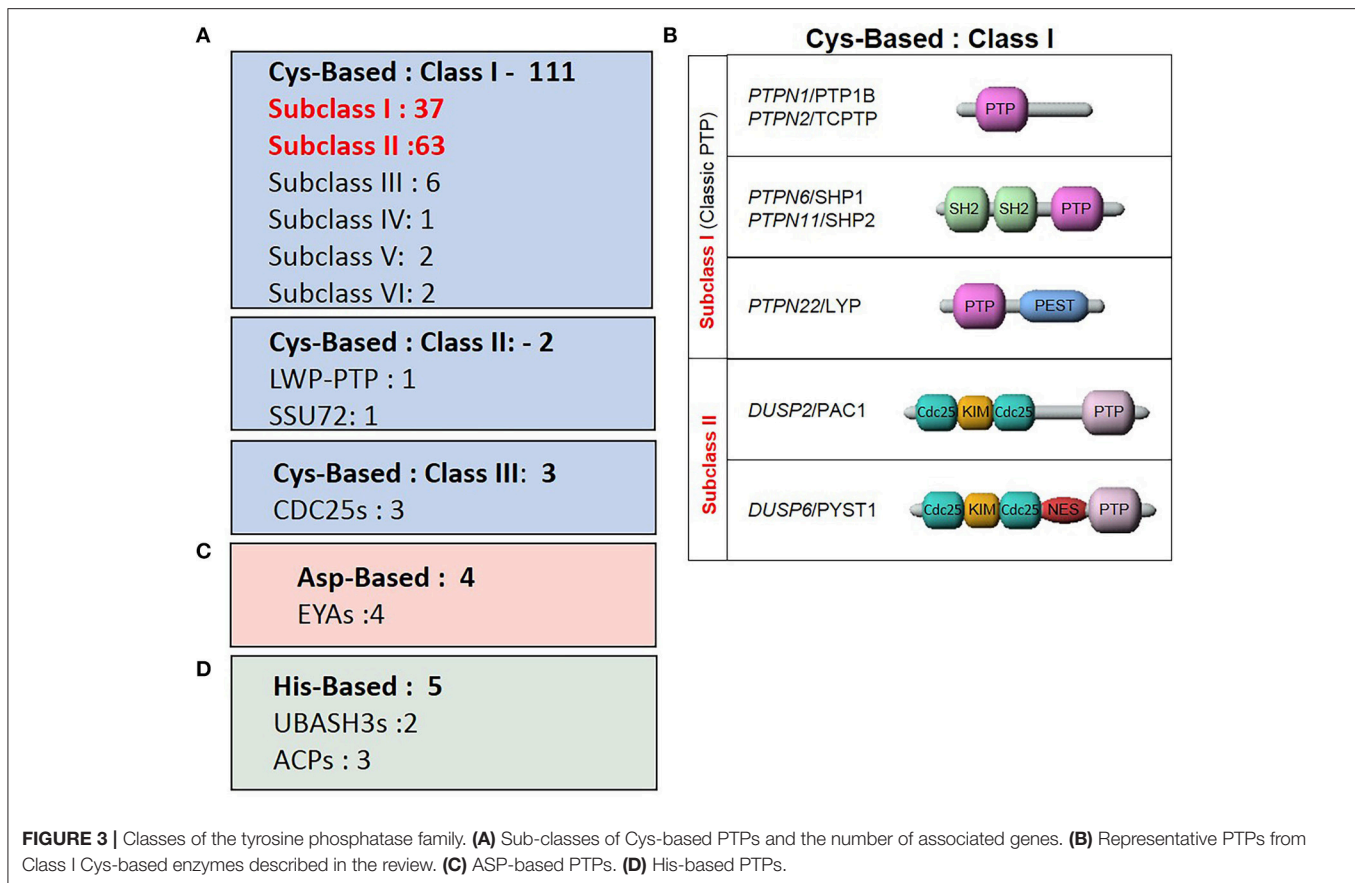 A
Cys-Based : Class I - 111
Subclass I : 37
Subclass II :63
Subclass III : 6
Subclass IV: 1
Subclass V: 2
Subclass VI: 2
Cys-Based : Class II: - 2
LWP-PTP : 1
SSU72: 1
Cys-Based : Class III: 3
CDC25s : 3
C
Asp-Based : 4
EYAs :4
D
His-Based : 5
UBASH3s :2
ACPs : 3
B
Cys-Based : Class I
Subclass I (Classic PTP)
PTPN1/PTP1B
PTPN2/TCPTP
PTP
PTPN6/SHP1
PTPN11/SHP2
SH2 SH2 PTP
PTPN22/LYP
PTP PEST
Subclass II
DUSP2/PAC1
Cdc25 KIM Cdc25 PTP
DUSP6/PYST1
Cdc25 KIM Cdc25 NES PTP
FIGURE 3 | Classes of the tyrosine phosphatase family. (A) Sub-classes of Cys-based PTPs and the number of associated genes. (B) Representative PTPs from
Class I Cys-based enzymes described in the review. (C) ASP-based PTPs. (D) His-based PTPs.